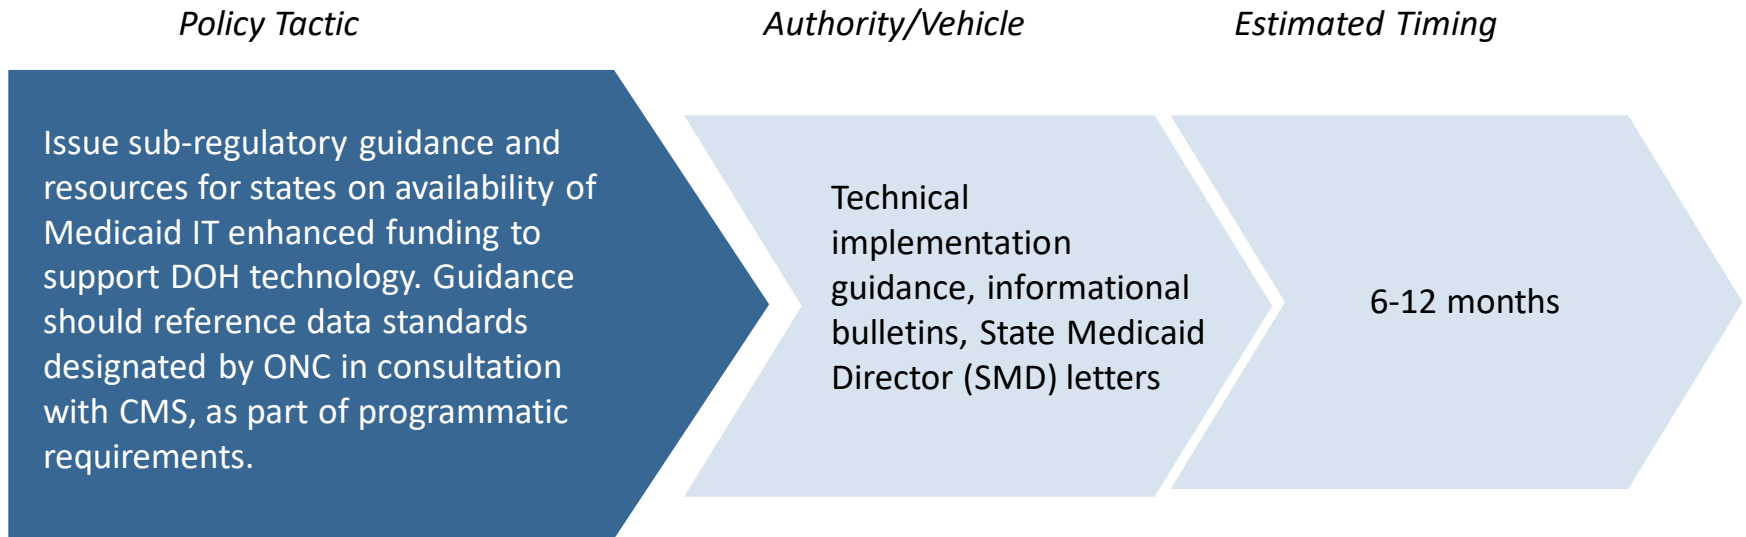 Policy Tactic
Authority/Vehicle
Estimated Timing
Issue sub-regulatory guidance and
resources for states on availability of
Medicaid IT enhanced funding to
support DOH technology. Guidance
should reference data standards
designated by ONC in consultation
with CMS, as part of programmatic
requirements.
Technical
implementation
guidance, informational
bulletins, State Medicaid
Director (SMD) letters
6-12 months